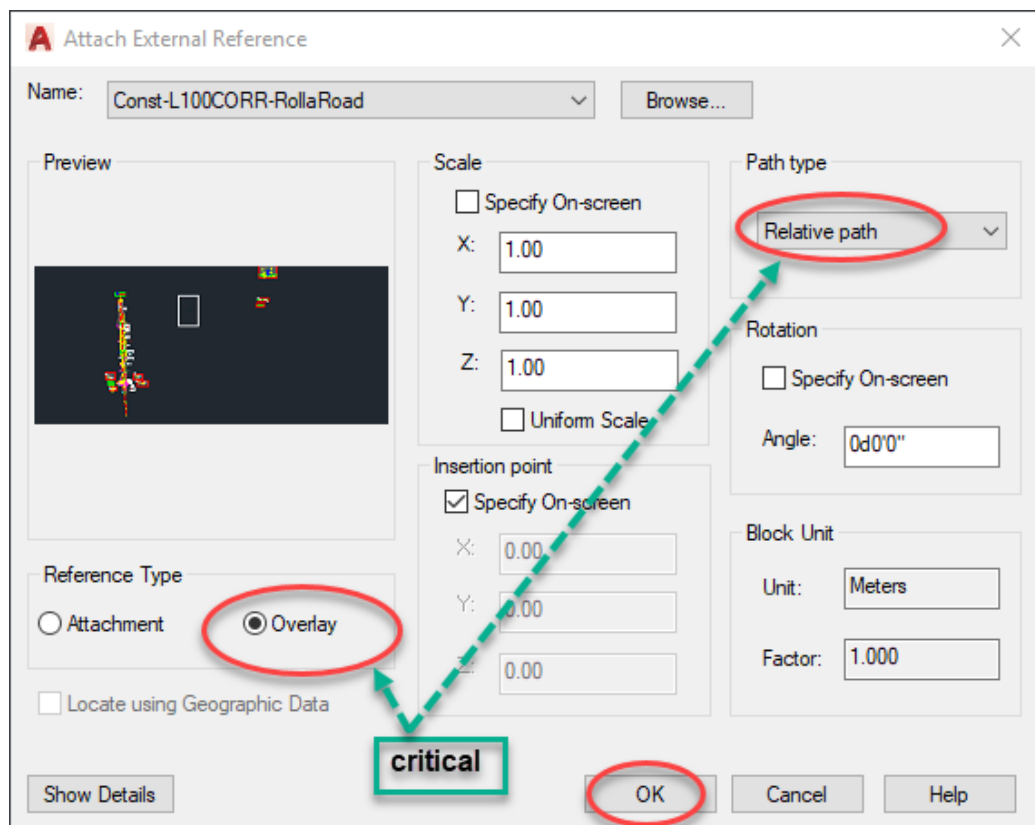 Attach External Reference
Name: Const-L100CORR-RollaRoad Browse...
Preview
Scale
Specify On-screen
X: 1.00
Y: 1.00
Z: 1.00
Uniform Scale
Path type
Relative path
Rotation
Specify On-screen
Angle: 0d0'0"
Insertion point
Specify On-screen
X: 0.00
Y: 0.00
Z: 0.00
Block Unit
Unit: Meters
Factor: 1.000
Reference Type
Attachment Overlay
Locate using Geographic Data
critical
Show Details OK Cancel Help